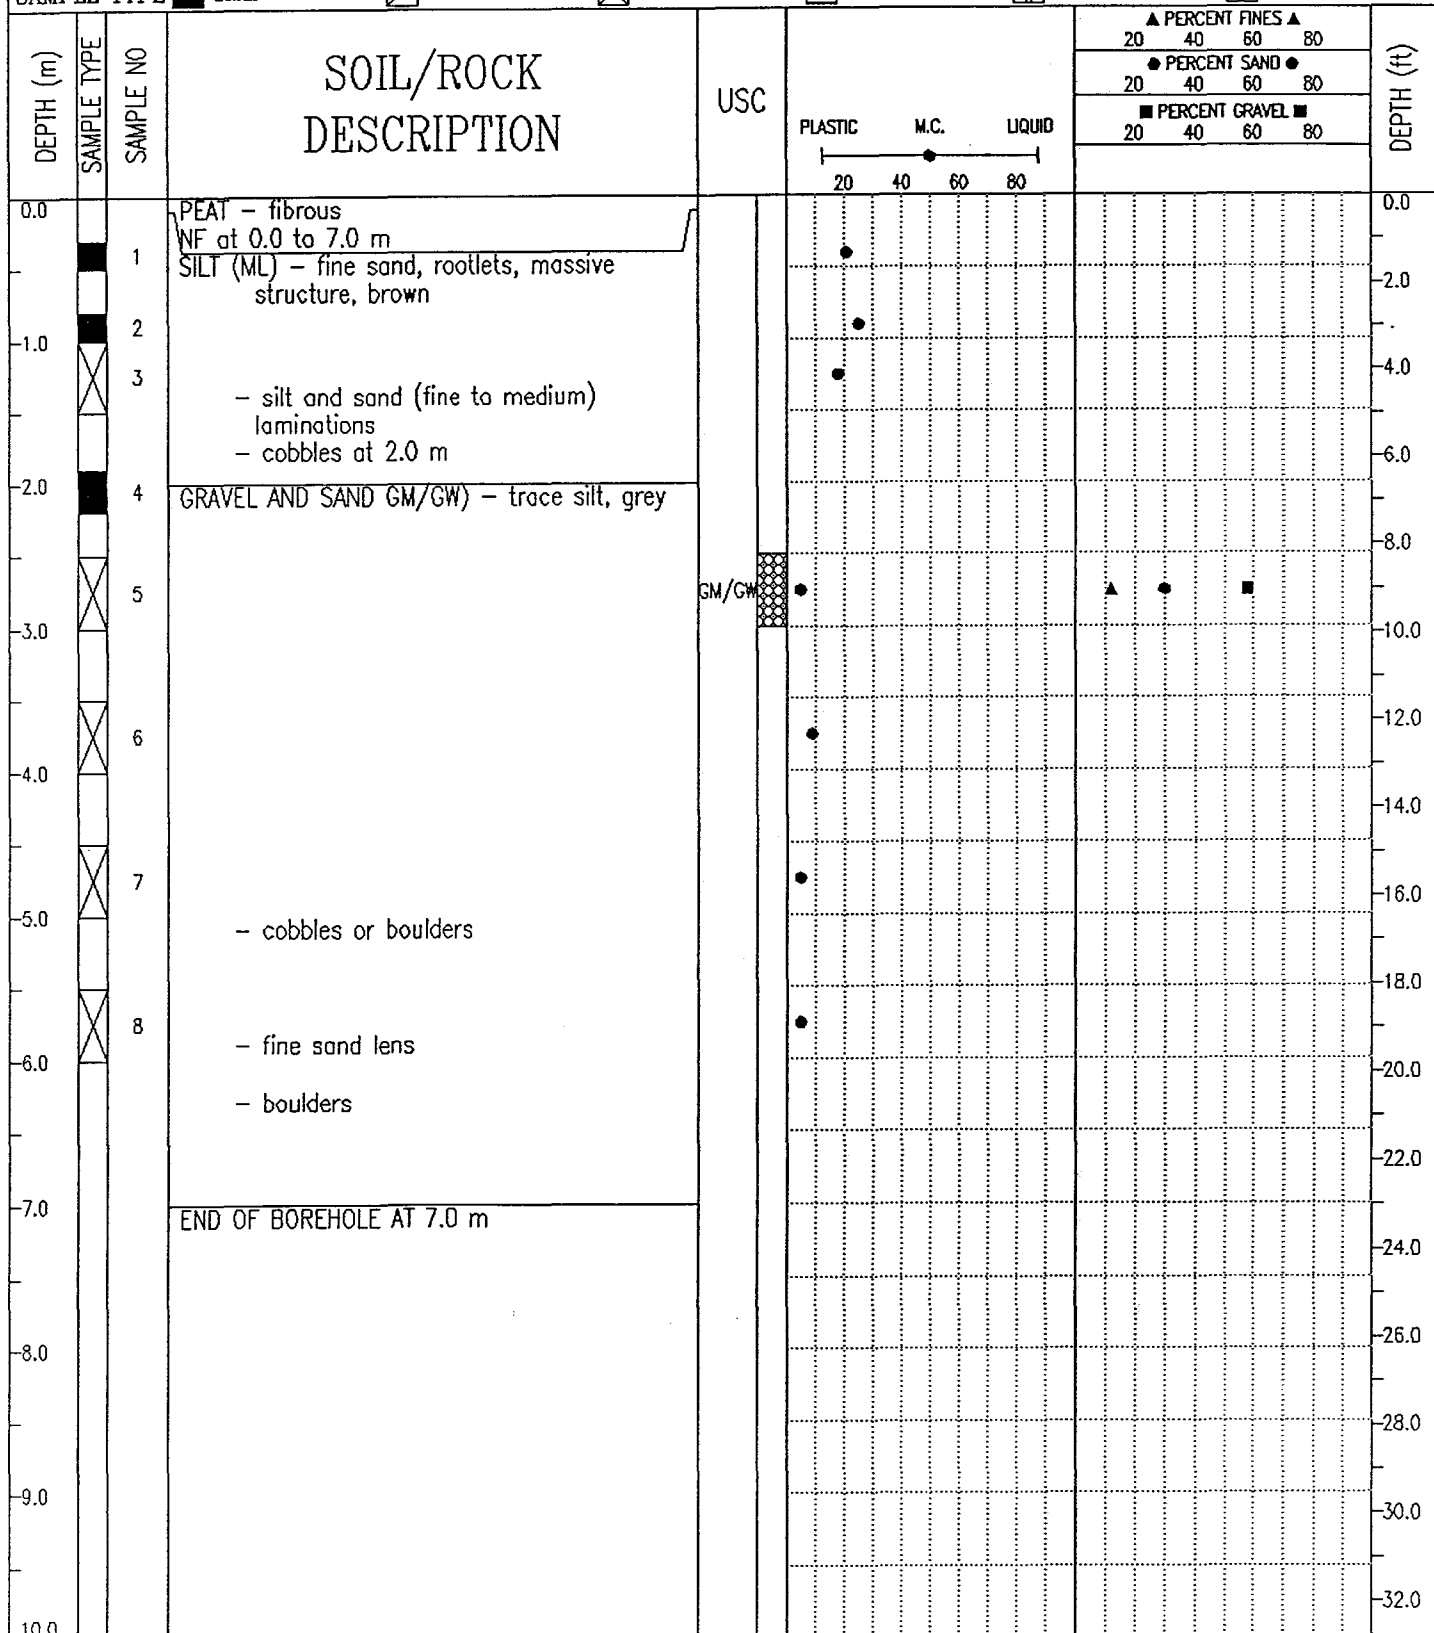 SAMPLE TYPE
DEPTH (m)
SAMPLE TYPE
SAMPLE NO
SOIL/ROCK
DESCRIPTION
USC
PLASTIC M.C. LIQUID
20 40 60 80
▲ PERCENT FINES ▲
20 40 60 80
● PERCENT SAND ●
20 40 60 80
■ PERCENT GRAVEL ■
20 40 60 80
DEPTH (ft)
0.0
PEAT – fibrous
NF at 0.0 to 7.0 m
1
SILT (ML) – fine sand, rootlets, massive
structure, brown
2
1.0
3
– silt and sand (fine to medium)
laminations
– cobbles at 2.0 m
2.0
4
GRAVEL AND SAND GM/GW) – trace silt, grey
5
GM/GW
3.0
6
4.0
7
5.0
– cobbles or boulders
8
– fine sand lens
6.0
– boulders
7.0
END OF BOREHOLE AT 7.0 m
8.0
9.0
10.0
0.0
2.0
4.0
6.0
8.0
10.0
12.0
14.0
16.0
18.0
20.0
22.0
24.0
26.0
28.0
30.0
32.0